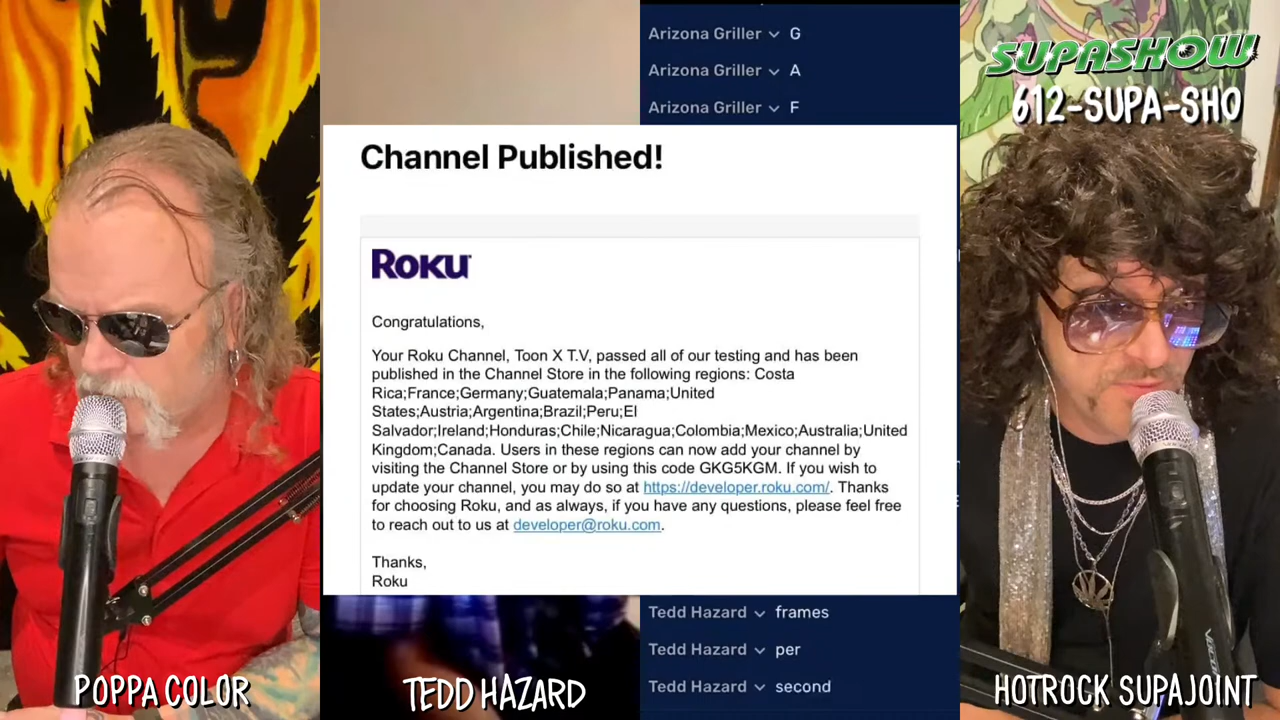 Arizona Griller G
Arizona Griller A
Arizona Griller F
SUPASHOW
612-SUPA-SHO
Channel Published!
ROKU
Congratulations,
Your Roku Channel, Toon X T.V, passed all of our testing and has been
published in the Channel Store in the following regions: Costa
Rica;France;Germany;Guatemala;Panama;United
States;Austria;Argentina;Brazil;Peru;El
Salvador;Ireland;Honduras;Chile;Nicaragua;Colombia;Mexico;Australia;United
Kingdom;Canada. Users in these regions can now add your channel by
visiting the Channel Store or by using this code GKG5KGM. If you wish to
update your channel, you may do so at https://developer.roku.com/. Thanks
for choosing Roku, and as always, if you have any questions, please feel free
to reach out to us at developer@roku.com.
Thanks,
Roku
Tedd Hazard frames
Tedd Hazard per
Tedd Hazard second
POPPA COLOR
TEDD HAZARD
HOTROCK SUPAJOINT